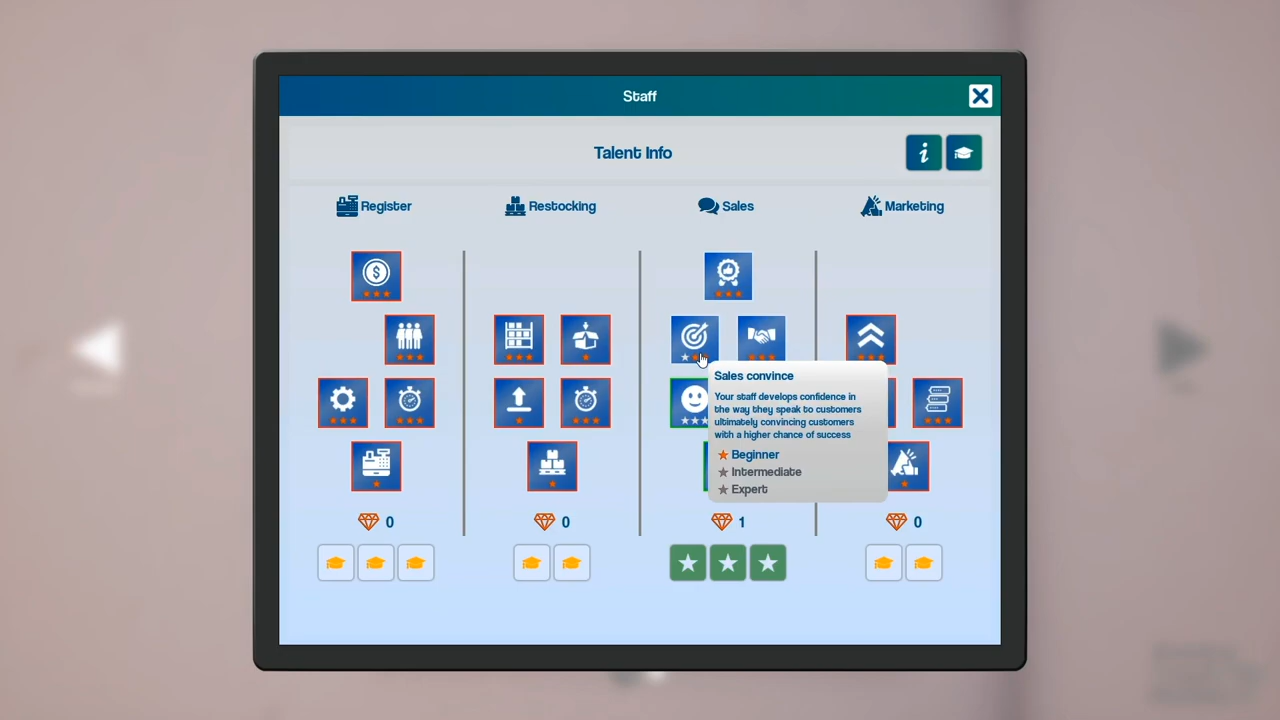 Staff
Talent Info
Register
Restocking
Sales
Marketing
Sales convince
Your staff develops confidence in
the way they speak to customers
ultimately convincing customers
with a higher chance of success
Beginner
Intermediate
Expert
0
0
1
0